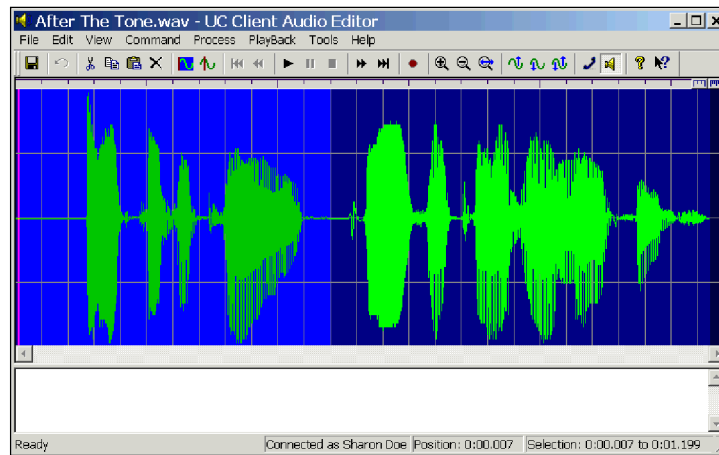 After The Tone.wav - UC Client Audio Editor
File Edit View Command Process PlayBack Tools Help
Ready Connected as Sharon Doe Position: 0:00.007 Selection: 0:00.007 to 0:01.199